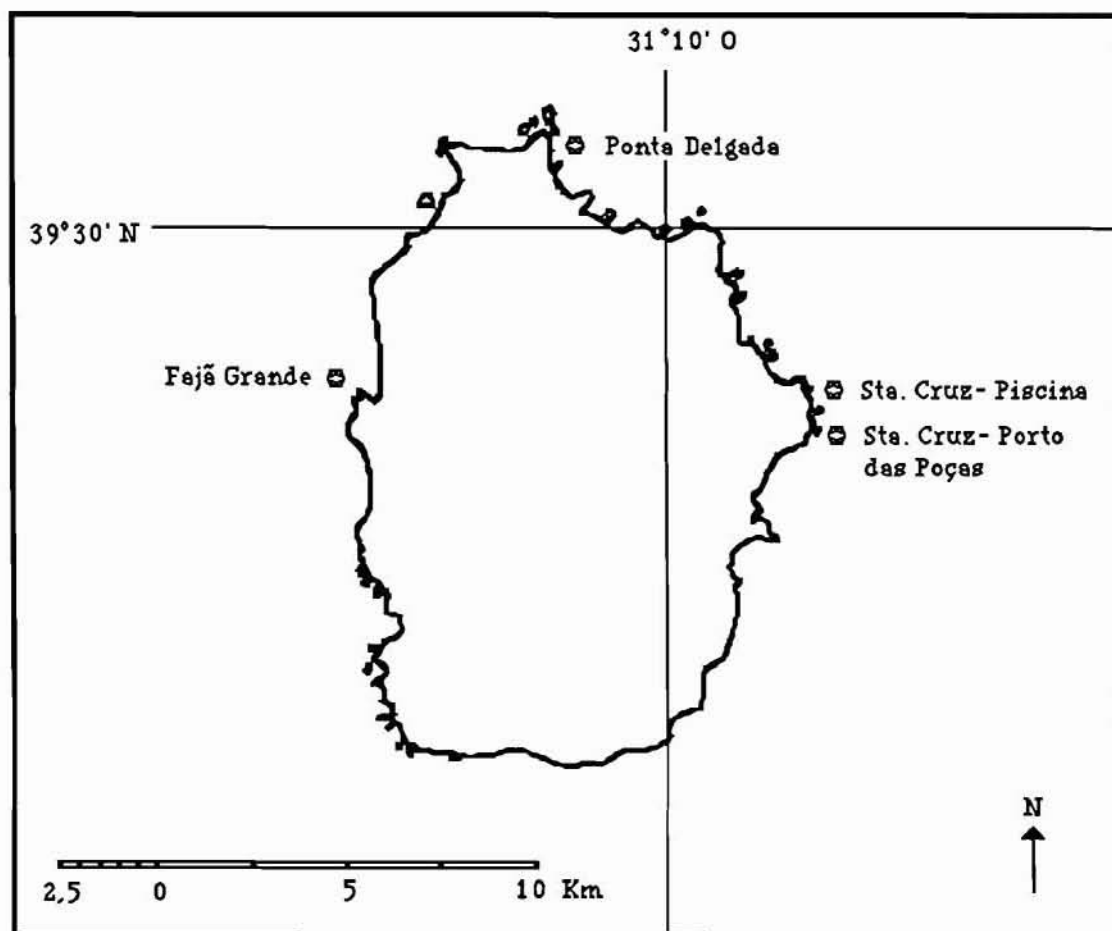 31°10' O
Ponta Delgada
39°30' N
Fajã Grande
Sta. Cruz- Piscina
Sta. Cruz- Porto
das Poças
N
2,5 0 5 10 Km